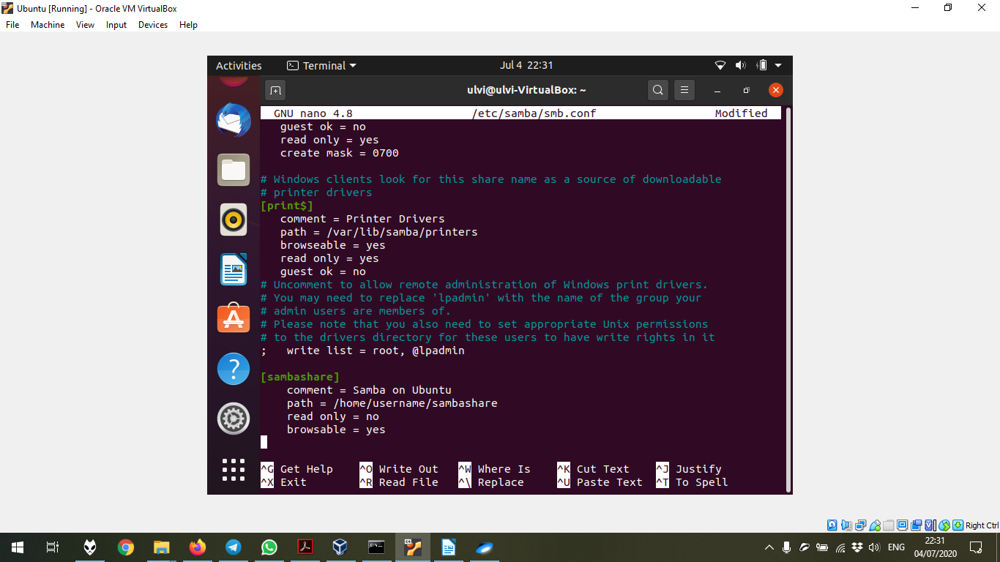 Ubuntu [Running] - Oracle VM VirtualBox
File Machine View Input Devices Help
Activities Terminal Jul 4 22:31
ulvi@ulvi-VirtualBox: ~
GNU nano 4.8 /etc/samba/smb.conf Modified
guest ok = no
read only = yes
create mask = 0700
# Windows clients look for this share name as a source of downloadable
# printer drivers
[print$]
comment = Printer Drivers
path = /var/lib/samba/printers
browseable = yes
read only = yes
guest ok = no
# Uncomment to allow remote administration of Windows print drivers.
# You may need to replace 'lpadmin' with the name of the group your
# admin users are members of.
# Please note that you also need to set appropriate Unix permissions
# to the drivers directory for these users to have write rights in it
;   write list = root, @lpadmin
[sambashare]
comment = Samba on Ubuntu
path = /home/username/sambashare
read only = no
browsable = yes
^G Get Help ^O Write Out ^W Where Is ^K Cut Text ^J Justify
^X Exit ^R Read File ^\ Replace ^U Paste Text ^T To Spell
Right Ctrl
ENG
22:31
04/07/2020